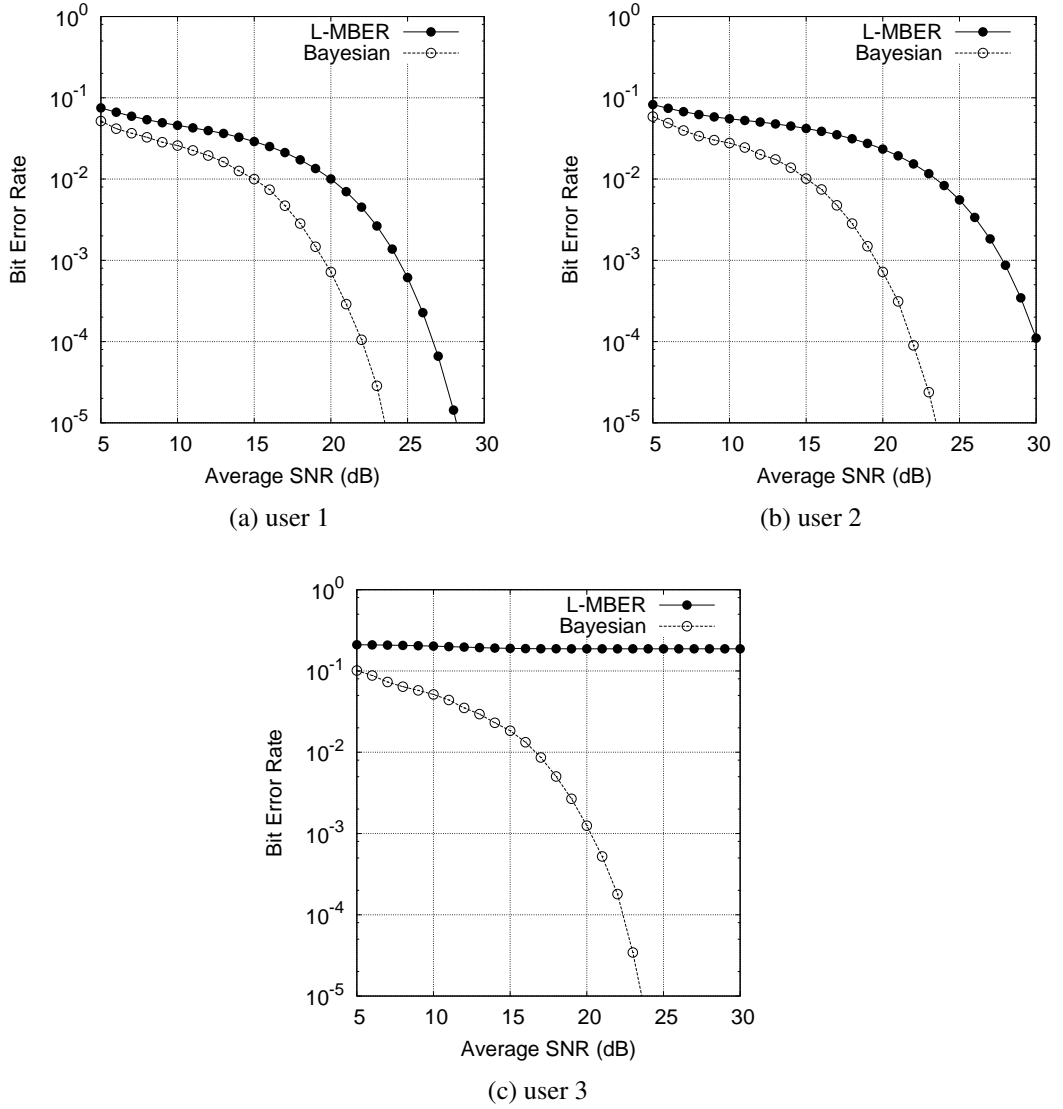 10^0
10^-1
10^-2
10^-3
10^-4
10^-5
Bit Error Rate
L-MBER
Bayesian
5 10 15 20 25 30
Average SNR (dB)
(a) user 1
10^0
10^-1
10^-2
10^-3
10^-4
10^-5
Bit Error Rate
L-MBER
Bayesian
5 10 15 20 25 30
Average SNR (dB)
(b) user 2
10^0
10^-1
10^-2
10^-3
10^-4
10^-5
Bit Error Rate
L-MBER
Bayesian
5 10 15 20 25 30
Average SNR (dB)
(c) user 3